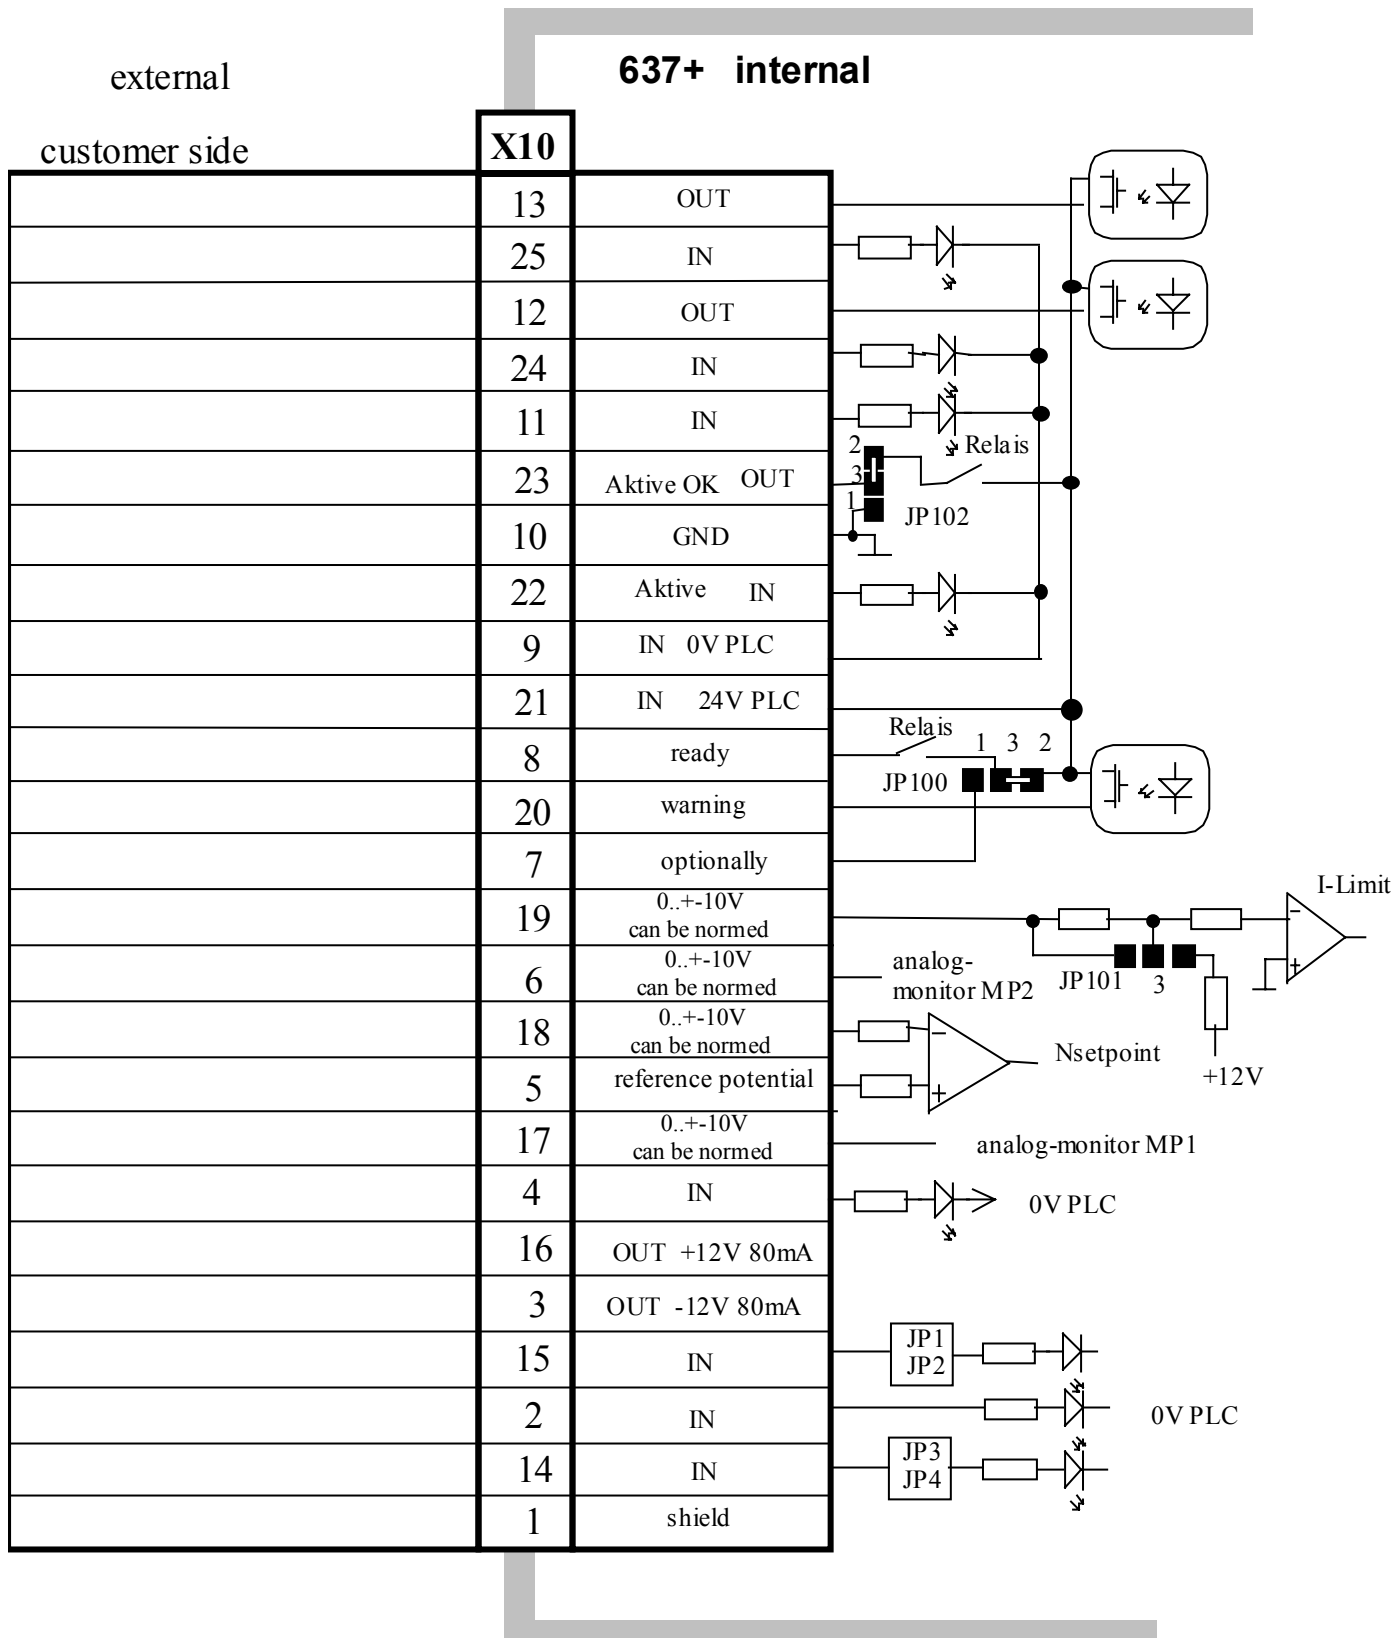 external
637+ internal
customer side
X10
13 OUT
25 IN
12 OUT
24 IN
11 IN
2
Relais
23 Aktive OK OUT
3
1
JP102
10 GND
22 Aktive IN
9 IN 0V PLC
21 IN 24V PLC
Relais
1 3 2
8 ready
JP100
20 warning
7 optionally
I-Limit
19 0..+-10V
can be normed
-
+
JP101 3
+12V
6 0..+-10V
can be normed
analog-
monitor MP2
18 0..+-10V
can be normed
-
Nsetpoint
5 reference potential
+
17 0..+-10V
can be normed
analog-monitor MP1
4 IN
0V PLC
16 OUT +12V 80mA
3 OUT -12V 80mA
15 IN
JP1
JP2
2 IN
0V PLC
14 IN
JP3
JP4
1 shield